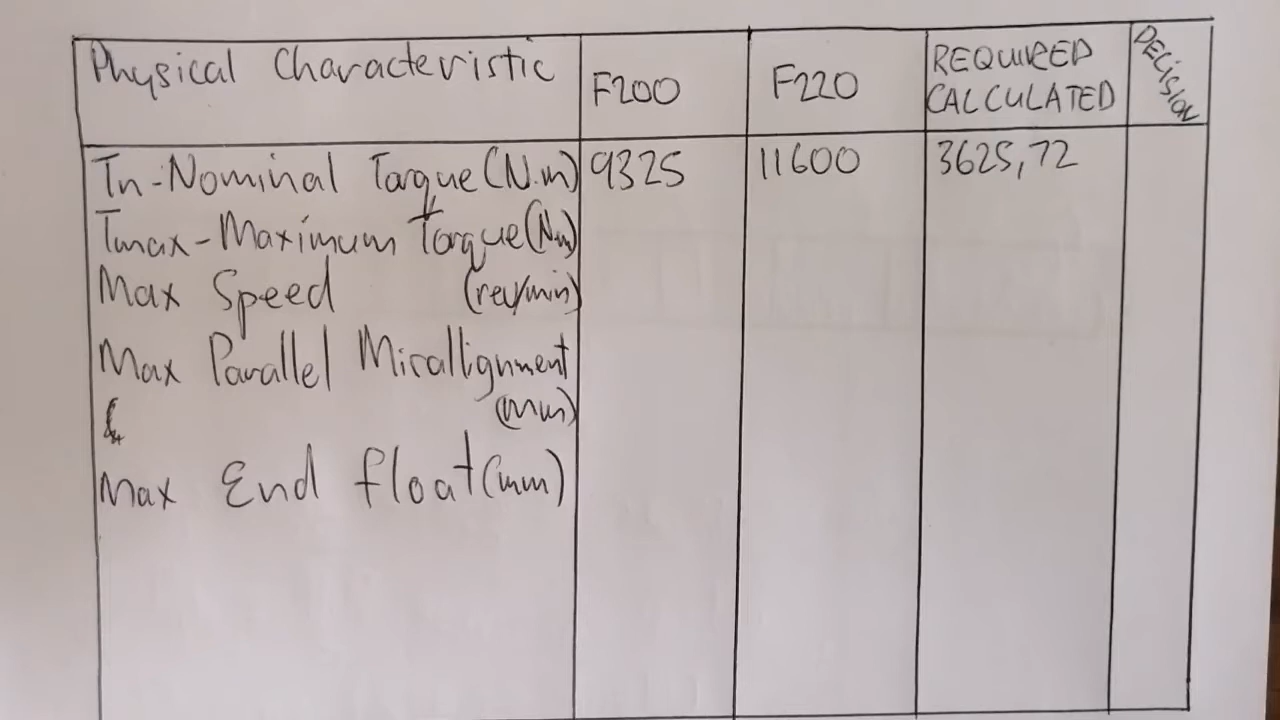 Physical Characteristic F200 F220 REQUIRED CALCULATED DECISION
Tn-Nominal Torque(N.m) 9325 11600 3625,72
Tmax-Maximum Torque(N.m)
Max Speed (rev/min)
Max Parallel Misallignment
(mm)
Max End float(mm)